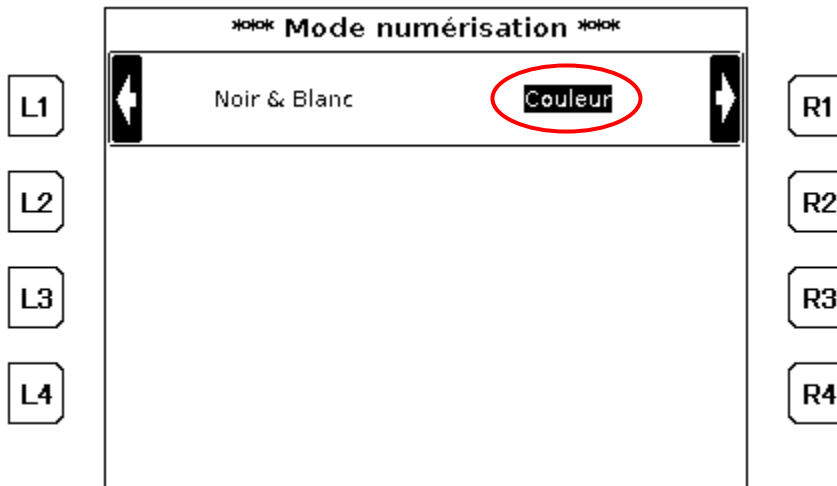 *** Mode numérisation ***
L1 Noir & Blanc Couleur R1
L2 R2
L3 R3
L4 R4